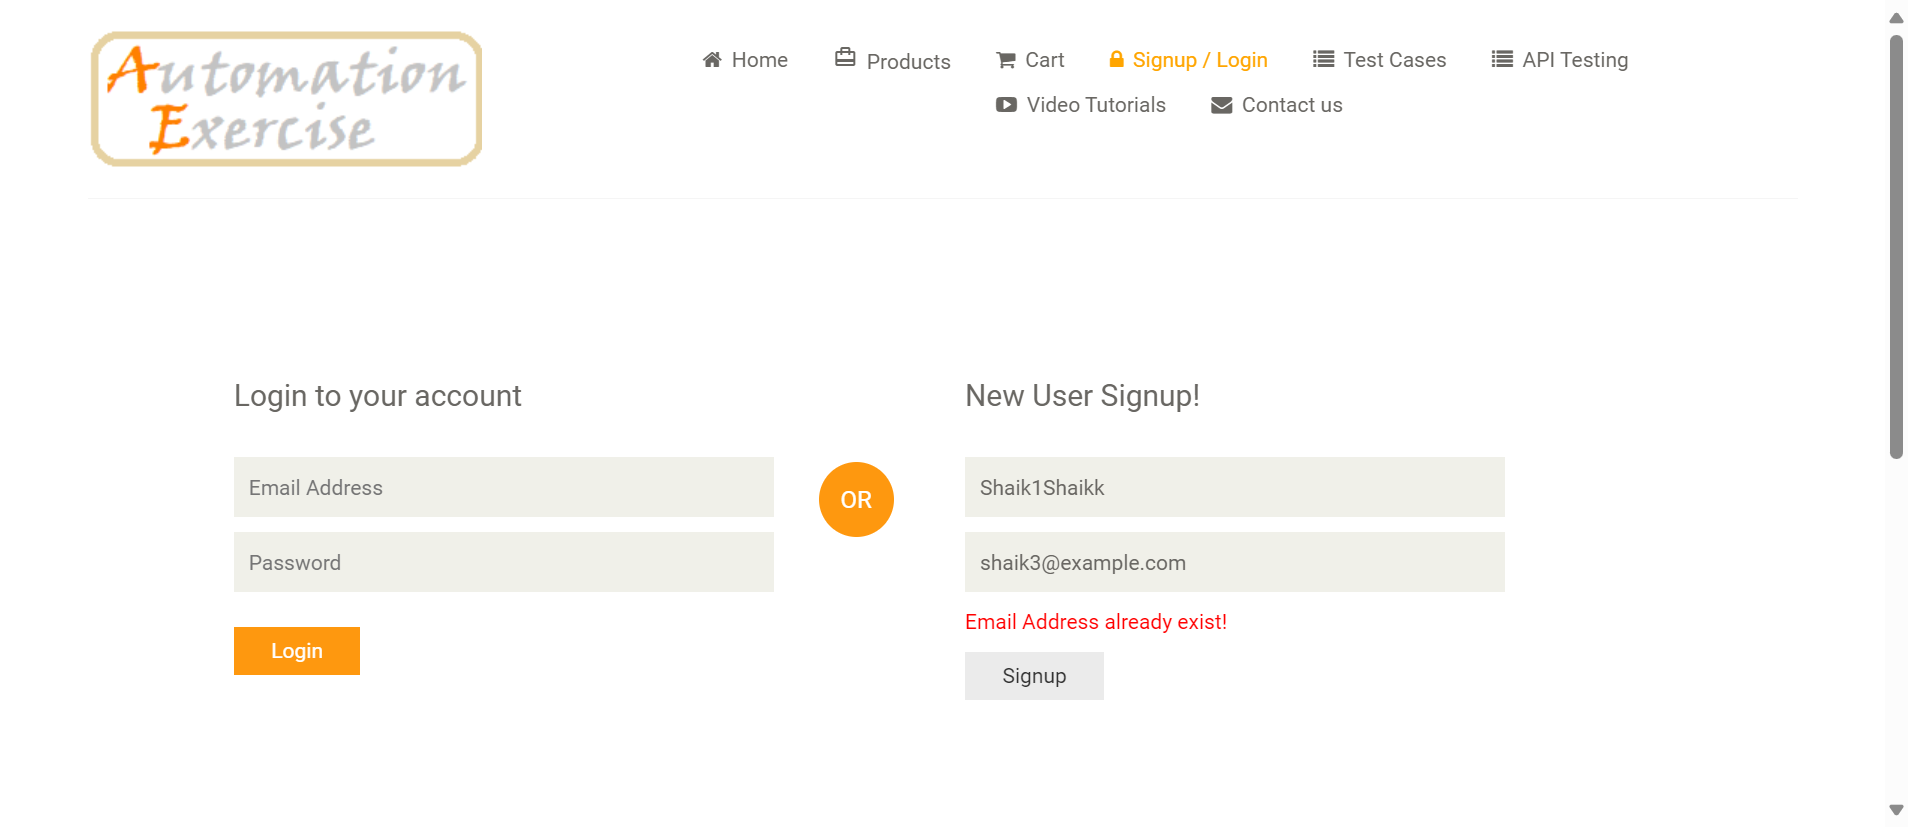 Automation
Exercise
Home
Products
Cart
Signup / Login
Test Cases
API Testing
Video Tutorials
Contact us
Login to your account
Email Address
Password
Login
OR
New User Signup!
Shaik1Shaikk
shaik3@example.com
Email Address already exist!
Signup